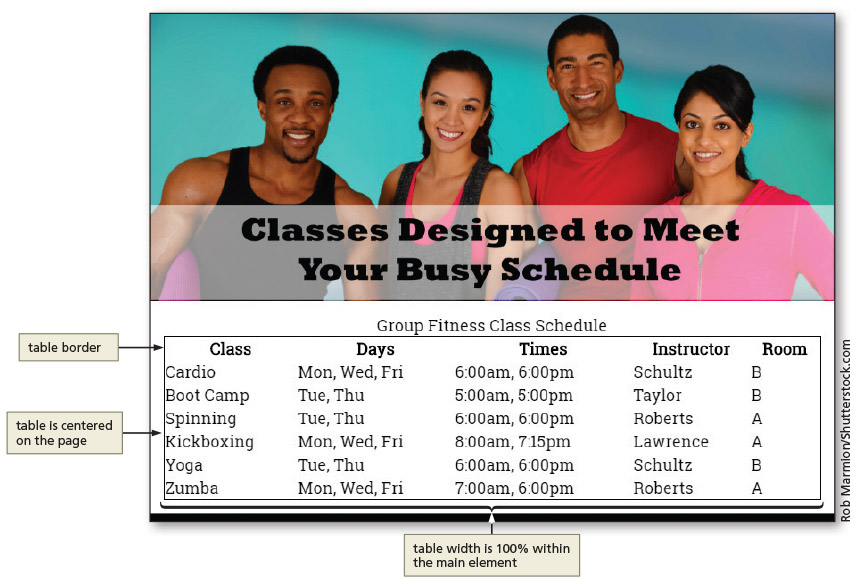 Classes Designed to Meet
Your Busy Schedule
Group Fitness Class Schedule
Class Days Times Instructor Room
Cardio Mon, Wed, Fri 6:00am, 6:00pm Schultz B
Boot Camp Tue, Thu 5:00am, 5:00pm Taylor B
Spinning Tue, Thu 6:00am, 6:00pm Roberts A
Kickboxing Mon, Wed, Fri 8:00am, 7:15pm Lawrence A
Yoga Tue, Thu 6:00am, 6:00pm Schultz B
Zumba Mon, Wed, Fri 7:00am, 6:00pm Roberts A
table border
table is centered
on the page
table width is 100% within
the main element
Rob Marmion/Shutterstock.com